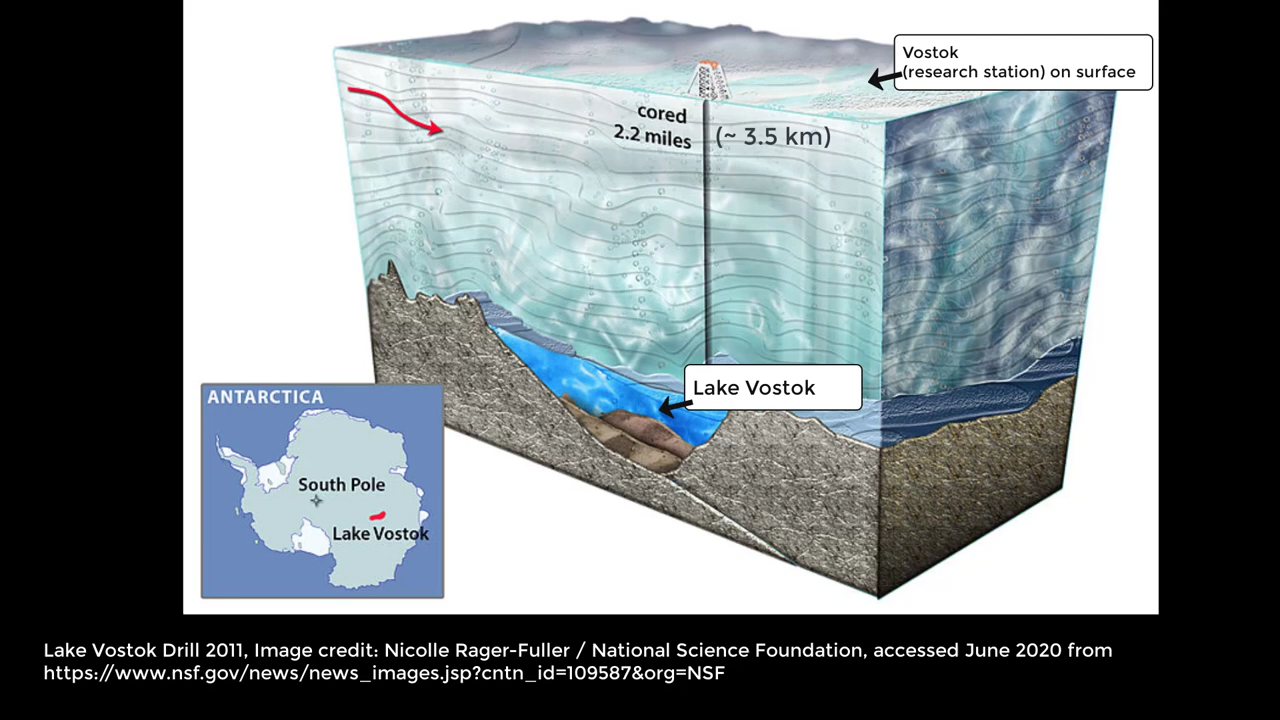 Vostok
(research station) on surface
cored
2.2 miles
(~ 3.5 km)
Lake Vostok
ANTARCTICA
South Pole
Lake Vostok
Lake Vostok Drill 2011, Image credit: Nicolle Rager-Fuller / National Science Foundation, accessed June 2020 from
https://www.nsf.gov/news/news_images.jsp?cntn_id=109587&org=NSF